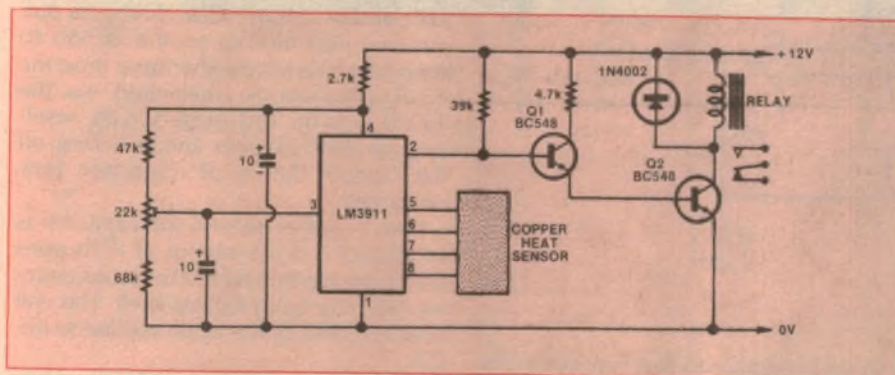 +12V
1N4002
2.7k
39k
4.7k
Q1
BC548
RELAY
4
2
47k
10
+
-
Q2
BC548
22k
3
LM3911
5
6
7
8
COPPER
HEAT
SENSOR
10
+
-
68k
1
0V